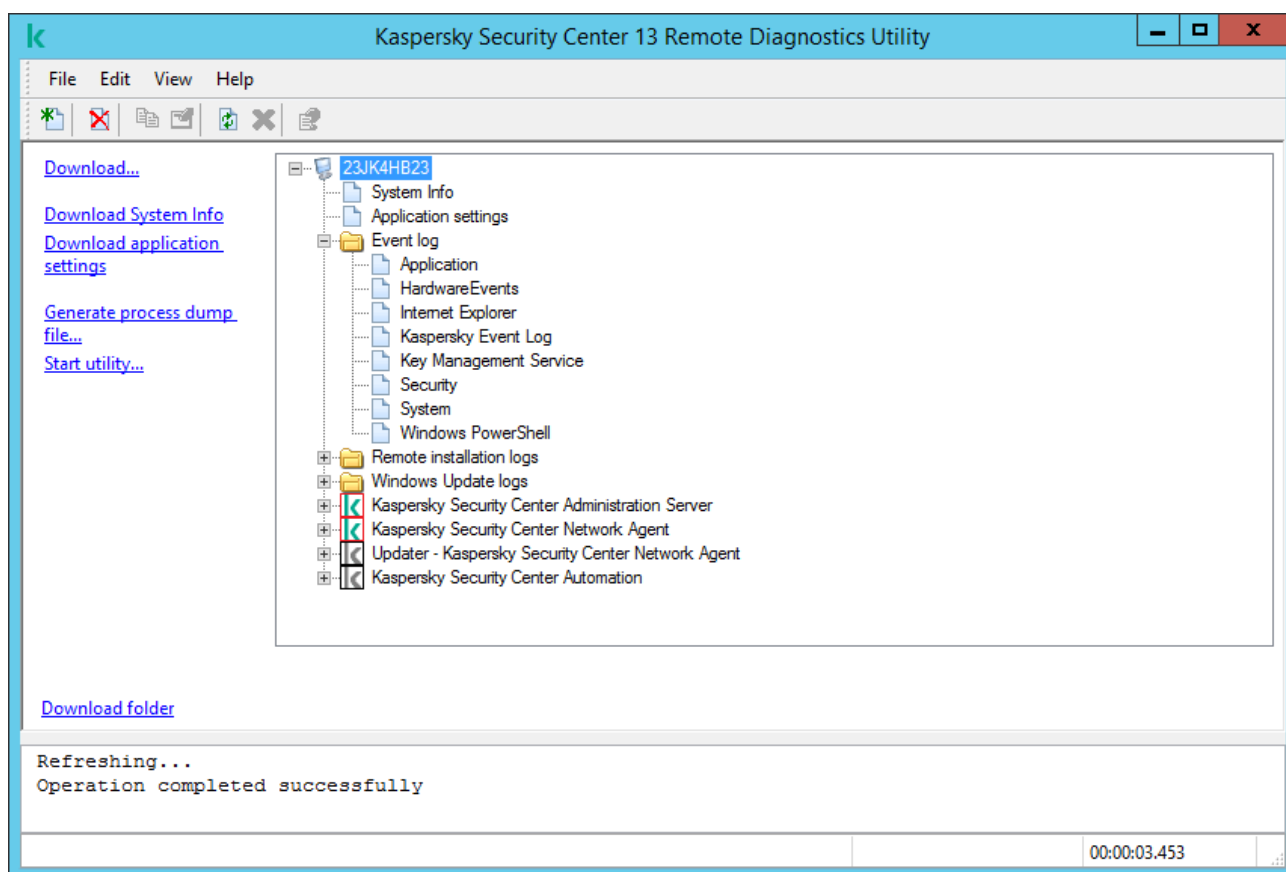 Kaspersky Security Center 13 Remote Diagnostics Utility
File Edit View Help
Download...
Download System Info
Download application
settings
Generate process dump
file...
Start utility...
Download folder
23JK4HB23
System Info
Application settings
Event log
Application
HardwareEvents
Internet Explorer
Kaspersky Event Log
Key Management Service
Security
System
Windows PowerShell
Remote installation logs
Windows Update logs
Kaspersky Security Center Administration Server
Kaspersky Security Center Network Agent
Updater - Kaspersky Security Center Network Agent
Kaspersky Security Center Automation
Refreshing...
Operation completed successfully
00:00:03.453